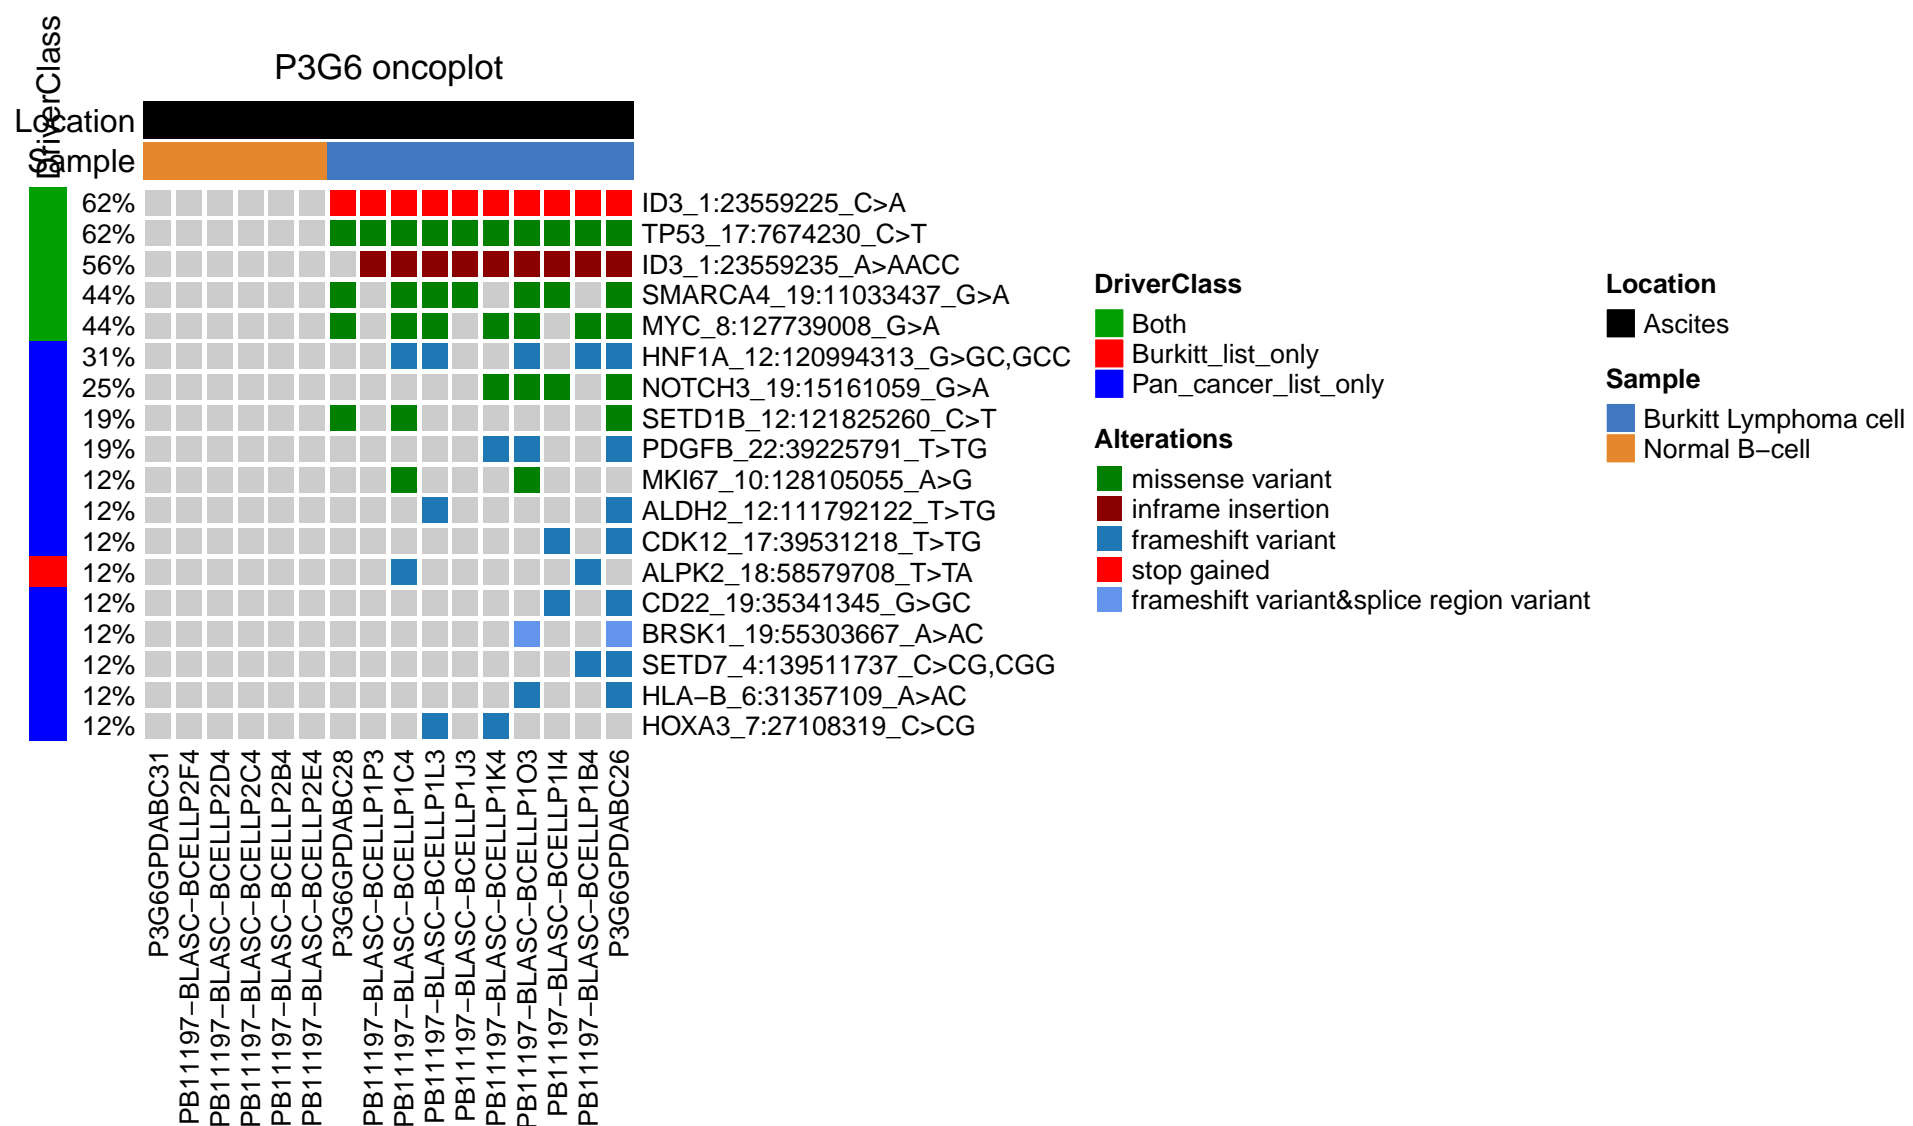 P3G6 oncoplot
DriverClass
Location
Sample
62% ID3_1:23559225_C>A
62% TP53_17:7674230_C>T
56% ID3_1:23559235_A>AACC
44% SMARCA4_19:11033437_G>A
44% MYC_8:127739008_G>A
31% HNF1A_12:120994313_G>GC,GCC
25% NOTCH3_19:15161059_G>A
19% SETD1B_12:121825260_C>T
19% PDGFB_22:39225791_T>TG
12% MKI67_10:128105055_A>G
12% ALDH2_12:111792122_T>TG
12% CDK12_17:39531218_T>TG
12% ALPK2_18:58579708_T>TA
12% CD22_19:35341345_G>GC
12% BRSK1_19:55303667_A>AC
12% SETD7_4:139511737_C>CG,CGG
12% HLA−B_6:31357109_A>AC
12% HOXA3_7:27108319_C>CG
P3G6GPDABC31
PB11197−BLASC−BCELLP2F4
PB11197−BLASC−BCELLP2D4
PB11197−BLASC−BCELLP2C4
PB11197−BLASC−BCELLP2B4
PB11197−BLASC−BCELLP2E4
P3G6GPDABC28
PB11197−BLASC−BCELLP1P3
PB11197−BLASC−BCELLP1C4
PB11197−BLASC−BCELLP1L3
PB11197−BLASC−BCELLP1J3
PB11197−BLASC−BCELLP1K4
PB11197−BLASC−BCELLP1O3
PB11197−BLASC−BCELLP1I4
PB11197−BLASC−BCELLP1B4
P3G6GPDABC26
DriverClass
Both
Burkitt_list_only
Pan_cancer_list_only
Alterations
missense variant
inframe insertion
frameshift variant
stop gained
frameshift variant&splice region variant
Location
Ascites
Sample
Burkitt Lymphoma cell
Normal B−cell